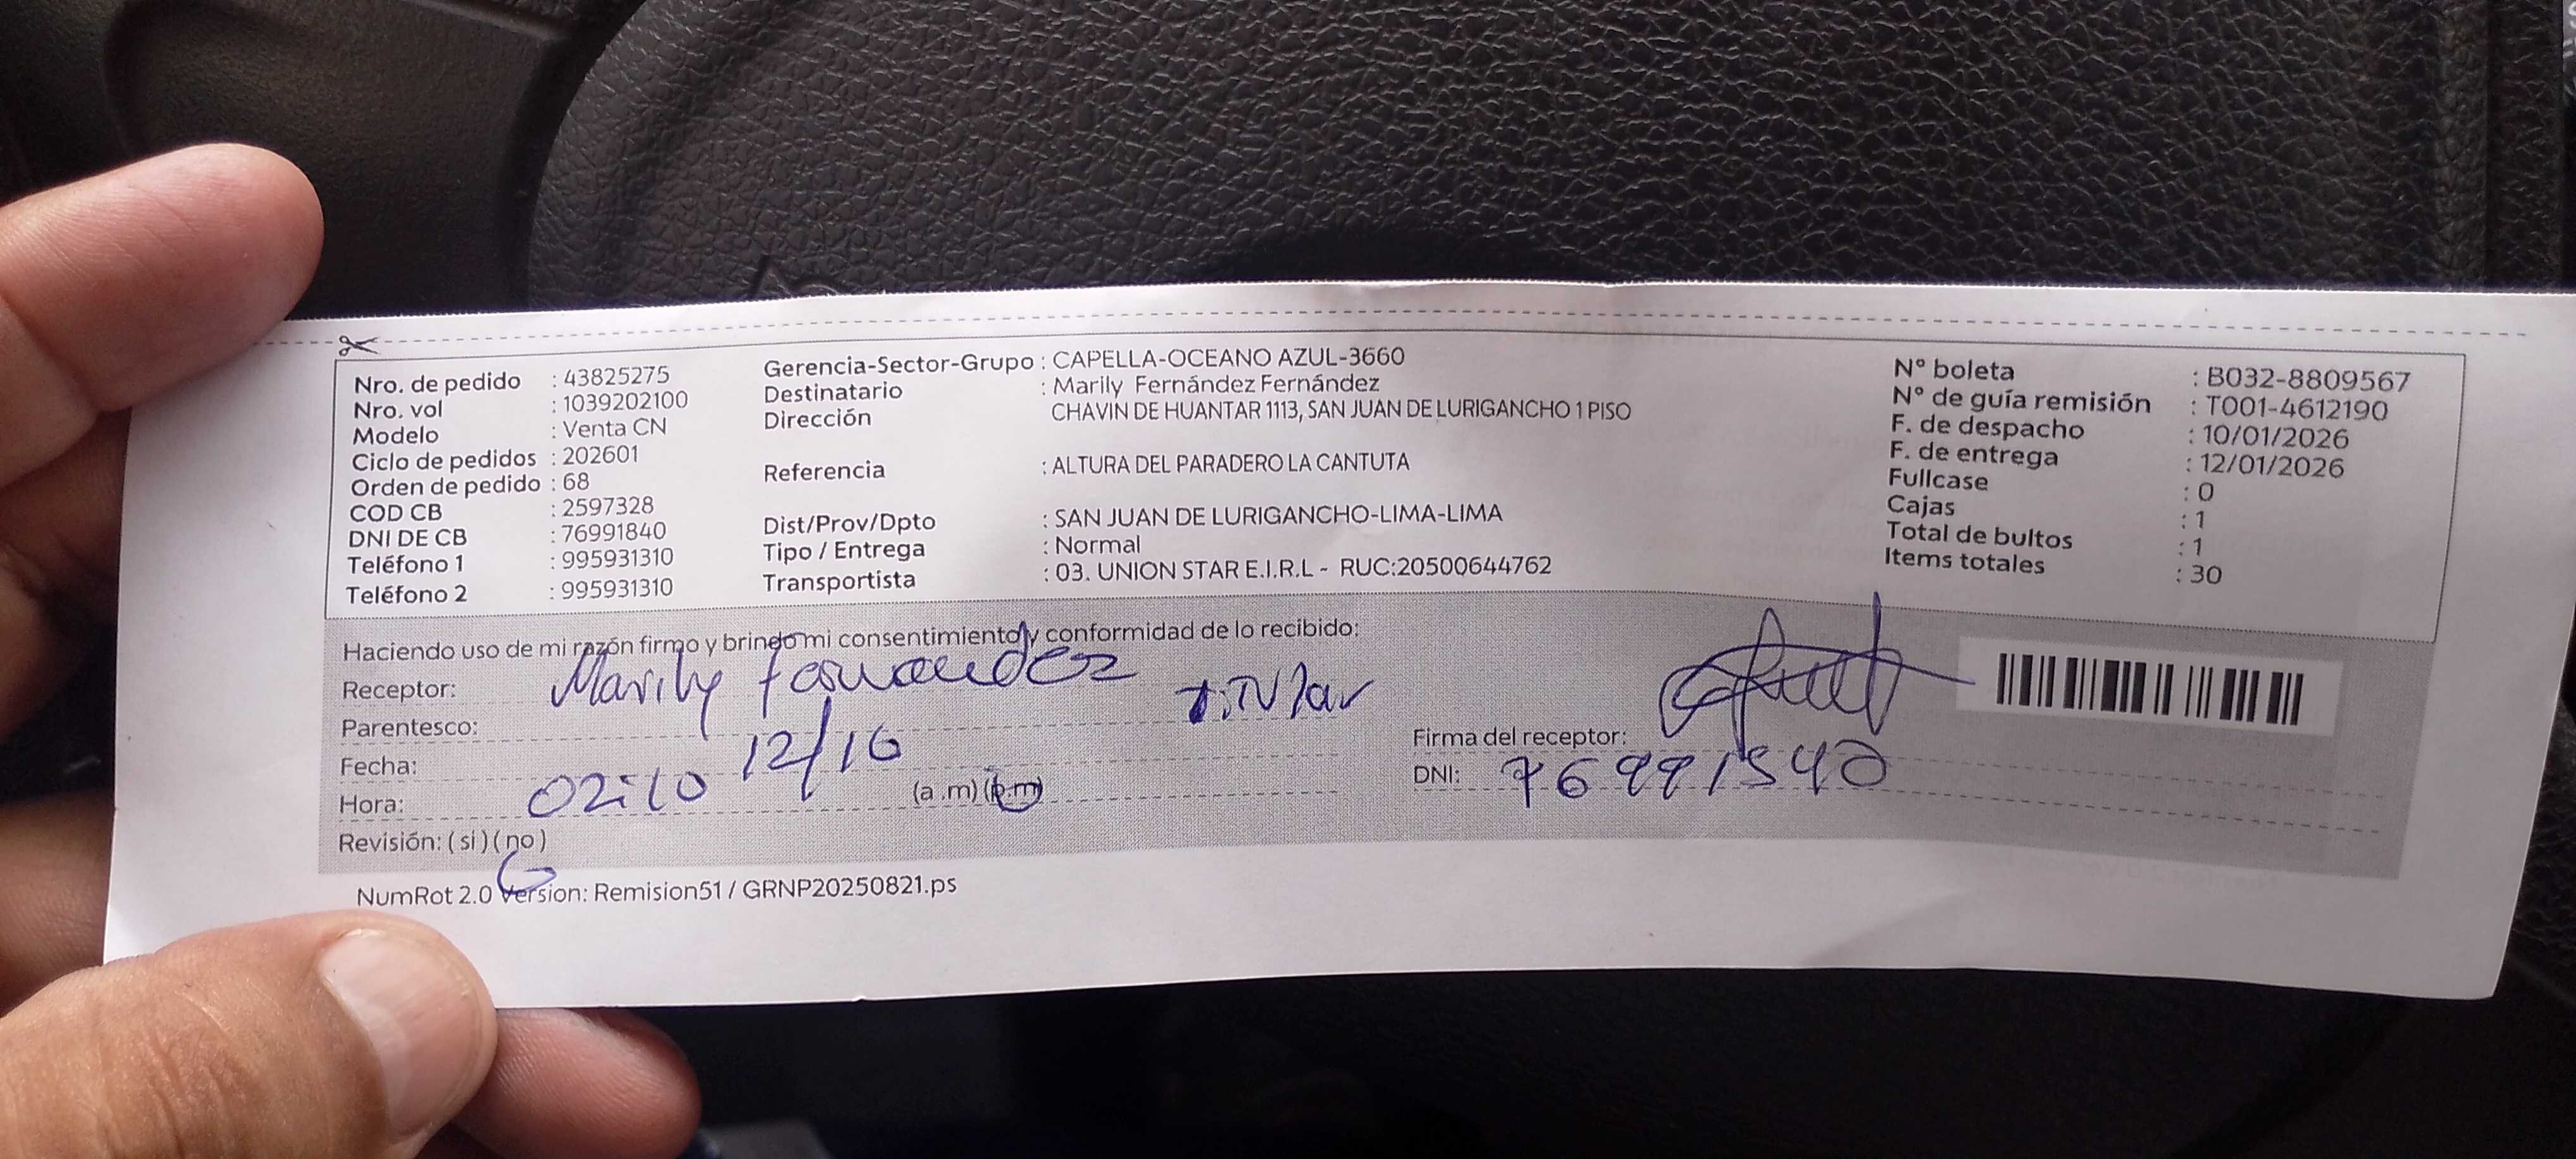 Nro. de pedido : 43825275
Nro. vol : 1039202100
Modelo : Venta CN
Ciclo de pedidos : 202601
Orden de pedido : 68
COD CB : 2597328
DNI DE CB : 76991840
Teléfono 1 : 995931310
Teléfono 2 : 995931310
Gerencia-Sector-Grupo : CAPELLA-OCEANO AZUL-3660
Destinatario : Marily Fernández Fernández
Dirección CHAVIN DE HUANTAR 1113, SAN JUAN DE LURIGANCHO 1 PISO
Referencia : ALTURA DEL PARADERO LA CANTUTA
Dist/Prov/Dpto : SAN JUAN DE LURIGANCHO-LIMA-LIMA
Tipo / Entrega : Normal
Transportista : 03. UNION STAR E.I.R.L - RUC:20500644762
N° boleta : B032-8809567
N° de guía remisión : T001-4612190
F. de despacho : 10/01/2026
F. de entrega : 12/01/2026
Fullcase : 0
Cajas : 1
Total de bultos : 1
Items totales : 30
Haciendo uso de mi razón firmo y brindo mi consentimiento y conformidad de lo recibido:
Receptor: Marily Fernandez
Parentesco: Titular
Fecha: 12/10
Hora: 02:10 (a .m) (p.m)
Revisión: ( si ) ( no )
Firma del receptor:
DNI: 76991840
NumRot 2.0 Version: Remision51 / GRNP20250821.ps